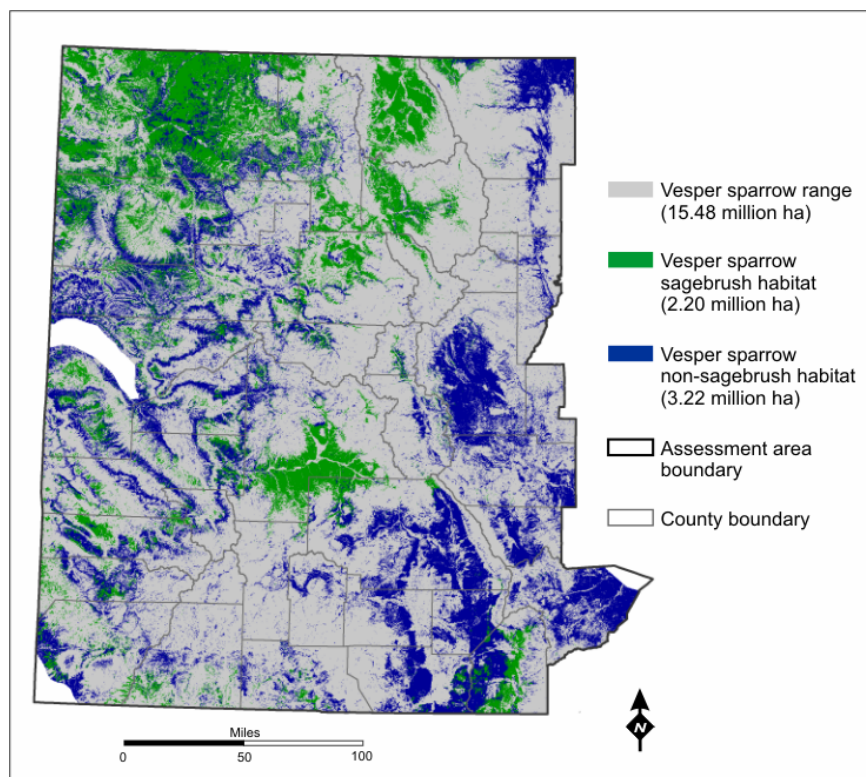 Vesper sparrow range
(15.48 million ha)
Vesper sparrow
sagebrush habitat
(2.20 million ha)
Vesper sparrow
non-sagebrush habitat
(3.22 million ha)
Assessment area
boundary
County boundary
Miles
0 50 100
N